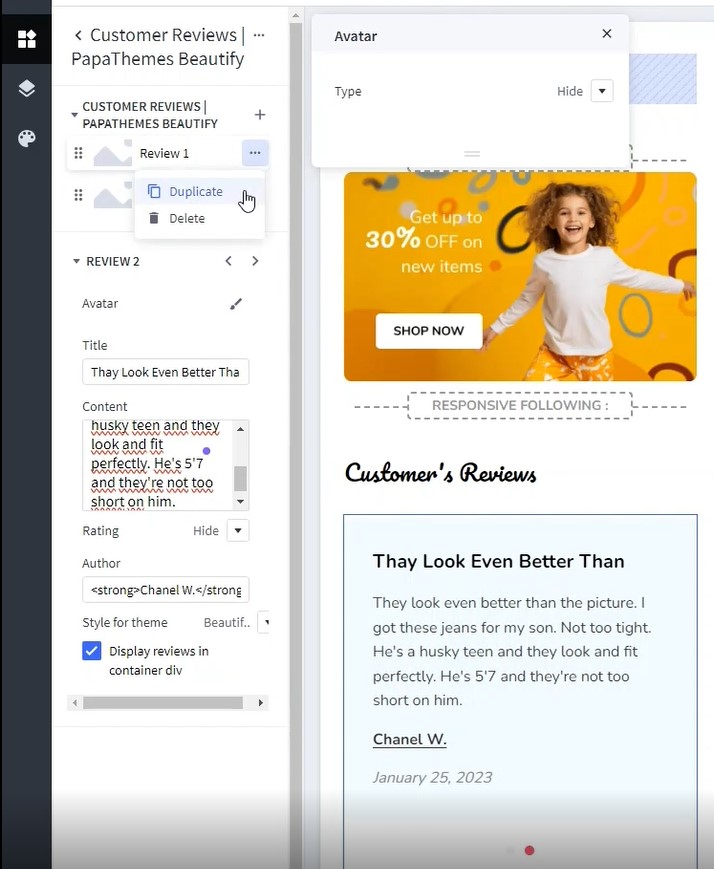 Customer Reviews |
PapaThemes Beautify
CUSTOMER REVIEWS |
PAPATHEMES BEAUTIFY
Review 1
Duplicate
Delete
REVIEW 2
Avatar
Title
Thay Look Even Better Tha
Content
husky teen and they
look and fit
perfectly. He's 5'7
and they're not too
short on him.
Rating
Hide
Author
<strong>Chanel W.</strong
Style for theme
Beautif..
Display reviews in
container div
Avatar
Type
Hide
Get up to
30% OFF on
new items
SHOP NOW
RESPONSIVE FOLLOWING :
Customer's Reviews
Thay Look Even Better Than
They look even better than the picture. I
got these jeans for my son. Not too tight.
He's a husky teen and they look and fit
perfectly. He's 5'7 and they're not too
short on him.
Chanel W.
January 25, 2023